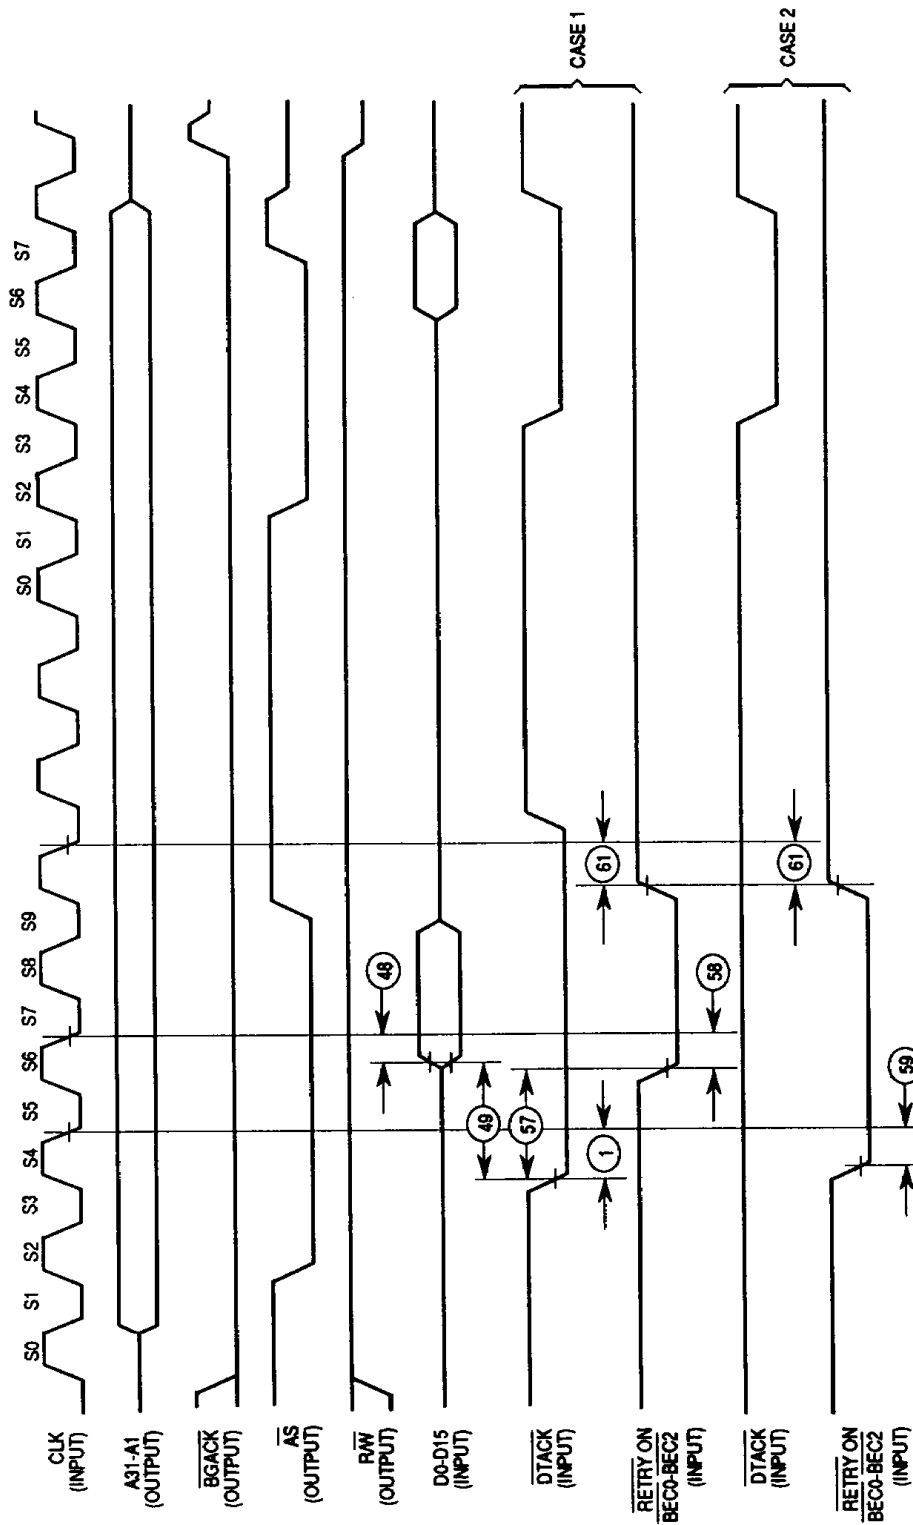 S0 S1 S2 S3 S4 S5 S6 S7 S8 S9 S0 S1 S2 S3 S4 S5 S6 S7
CLK
(INPUT)
A31-A1
(OUTPUT)
BGACK
(OUTPUT)
AS
(OUTPUT)
R/W
(OUTPUT)
48
D0-D15
(INPUT)
49
57
DTACK
(INPUT)
1
61
CASE 1
RETRY ON
BEC0-BEC2
(INPUT)
58
DTACK
(INPUT)
61
CASE 2
RETRY ON
BEC0-BEC2
(INPUT)
59